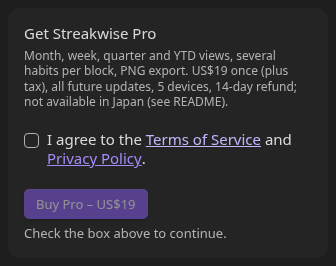 Get Streakwise Pro
Month, week, quarter and YTD views, several
habits per block, PNG export. US$19 once (plus
tax), all future updates, 5 devices, 14-day refund;
not available in Japan (see README).
I agree to the Terms of Service and
Privacy Policy.
Buy Pro – US$19
Check the box above to continue.